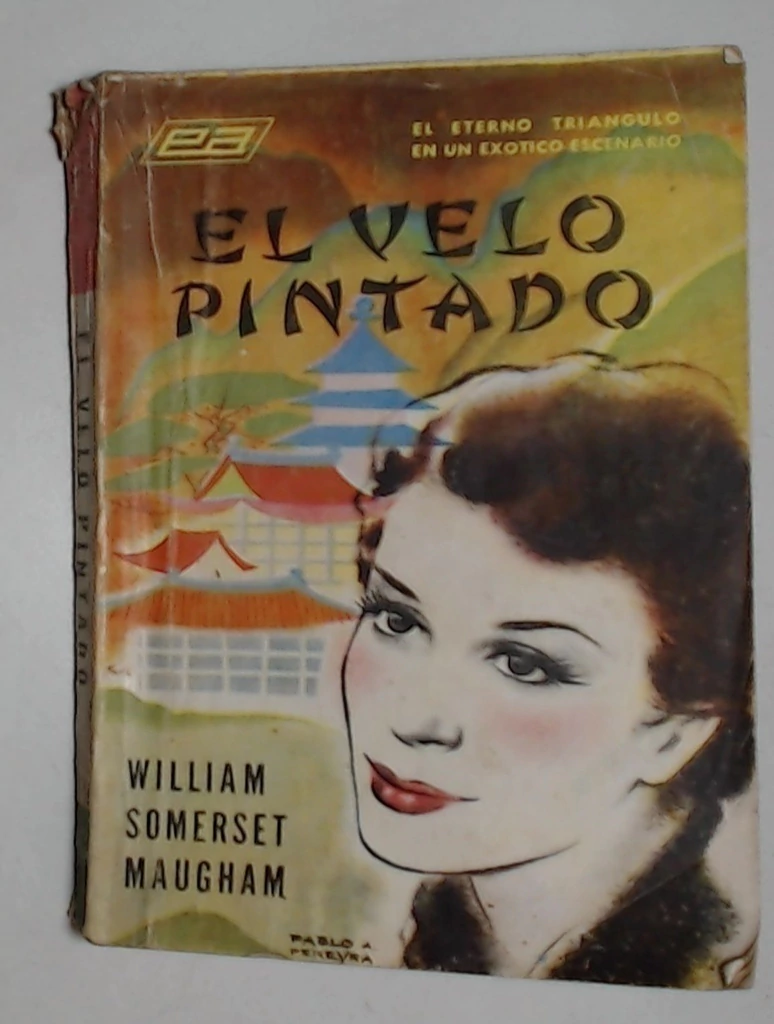 ea
EL ETERNO TRIANGULO
EN UN EXOTICO ESCENARIO
EL VELO
PINTADO
WILLIAM
SOMERSET
MAUGHAM
PABLO A
PEREYRA
EL VELO PINTADO